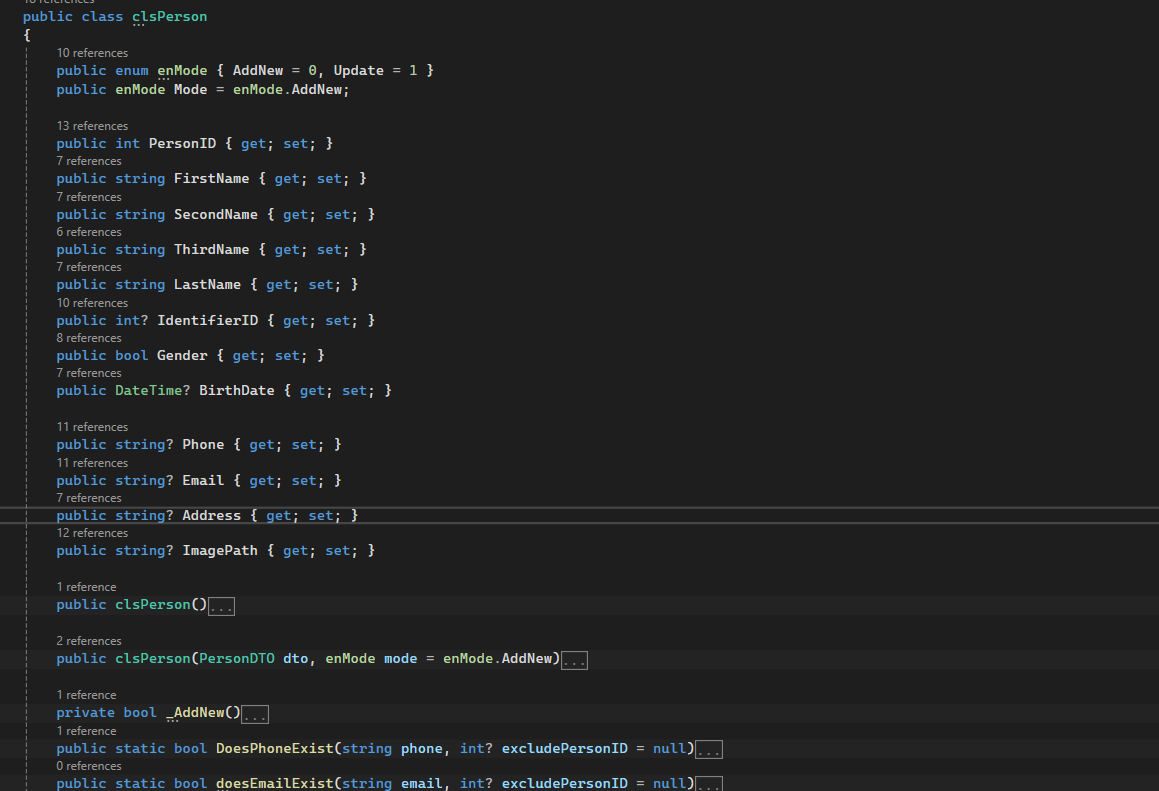 18 references
public class clsPerson
{
10 references
public enum enMode { AddNew = 0, Update = 1 }
public enMode Mode = enMode.AddNew;
13 references
public int PersonID { get; set; }
7 references
public string FirstName { get; set; }
7 references
public string SecondName { get; set; }
6 references
public string ThirdName { get; set; }
7 references
public string LastName { get; set; }
10 references
public int? IdentifierID { get; set; }
8 references
public bool Gender { get; set; }
7 references
public DateTime? BirthDate { get; set; }
11 references
public string? Phone { get; set; }
11 references
public string? Email { get; set; }
7 references
public string? Address { get; set; }
12 references
public string? ImagePath { get; set; }
1 reference
public clsPerson()...
2 references
public clsPerson(PersonDTO dto, enMode mode = enMode.AddNew)...
1 reference
private bool _AddNew()...
1 reference
public static bool DoesPhoneExist(string phone, int? excludePersonID = null)...
0 references
public static bool doesEmailExist(string email, int? excludePersonID = null)...